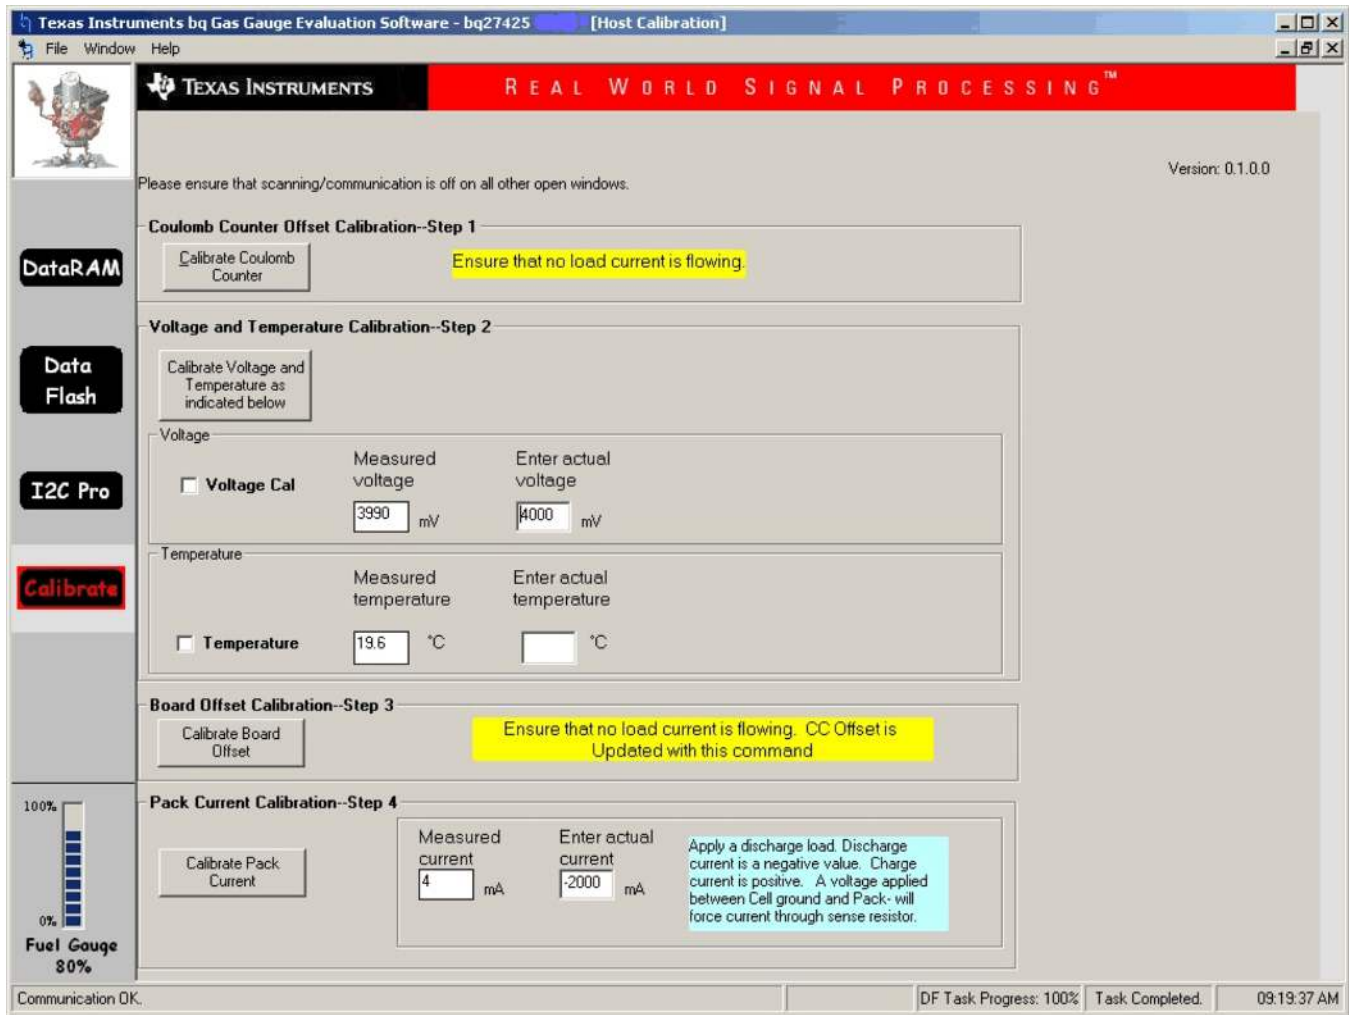 Texas Instruments bq Gas Gauge Evaluation Software - bq27425 [Host Calibration]
File Window Help
TEXAS INSTRUMENTS
REAL WORLD SIGNAL PROCESSING™
Version: 0.1.0.0
Please ensure that scanning/communication is off on all other open windows.
Coulomb Counter Offset Calibration--Step 1
Calibrate Coulomb
Counter
Ensure that no load current is flowing.
DataRAM
Voltage and Temperature Calibration--Step 2
Data
Flash
Calibrate Voltage and
Temperature as
indicated below
Voltage
Measured
voltage
Enter actual
voltage
I2C Pro
Voltage Cal
3990 mV
4000 mV
Temperature
Calibrate
Measured
temperature
Enter actual
temperature
Temperature
19.6 °C
°C
Board Offset Calibration--Step 3
Calibrate Board
Offset
Ensure that no load current is flowing. CC Offset is
Updated with this command
Pack Current Calibration--Step 4
100%
0%
Fuel Gauge
80%
Calibrate Pack
Current
Measured
current
4 mA
Enter actual
current
-2000 mA
Apply a discharge load. Discharge
current is a negative value. Charge
current is positive. A voltage applied
between Cell ground and Pack- will
force current through sense resistor.
Communication OK.
DF Task Progress: 100%
Task Completed.
09:19:37 AM